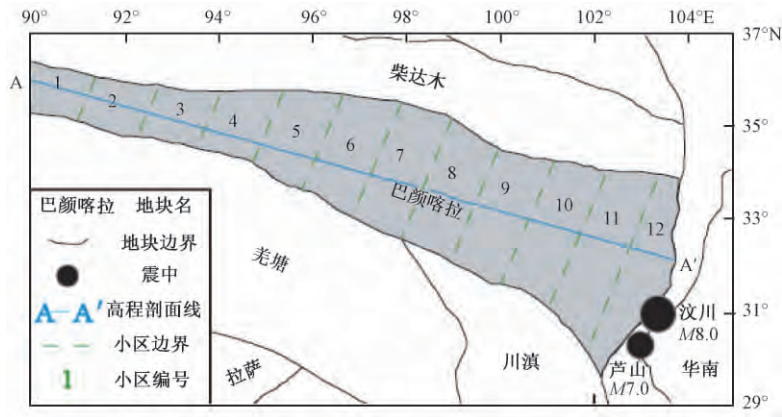 90° 92° 94° 96° 98° 100° 102° 104°E
37°N
35°
33°
31°
29°
A
1 2 3 4 5 6 7 8 9 10 11 12
A′
柴达木
巴颜喀拉
羌塘
拉萨
川滇
华南
汶川
M8.0
芦山
M7.0
巴颜喀拉 地块名
地块边界
震中
A—A′ 高程剖面线
小区边界
1 小区编号